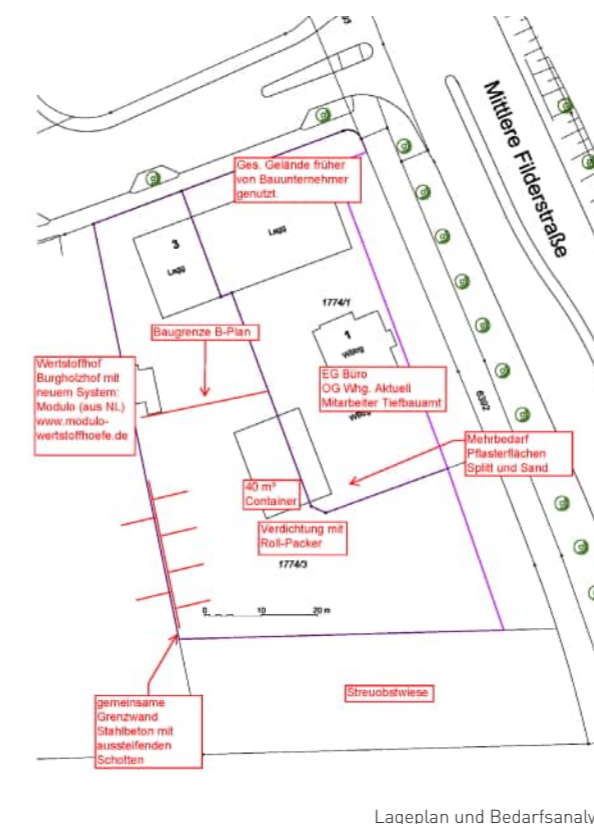 Mittlere Filderstraße
Ges. Gelände früher
von Bauunternehmer
genutzt.
3
Lagg
Lagg
1774/1
Baugrenze B-Plan
1
Wertstoffhof
Burgholzhof mit
neuem System:
Modulo (aus NL)
www.modulo-
wertstoffhoefe.de
EG Büro
OG Whg. Aktuell
Mitarbeiter Tiefbauamt
6392
Mehrbedarf
Pflasterflächen
Splitt und Sand
40 m³
Container
Verdichtung mit
Roll-Packer
1774/3
0 10 20 m
Streuobstwiese
gemeinsame
Grenzwand
Stahlbeton mit
aussteifenden
Schotten
Lageplan und Bedarfsanaly